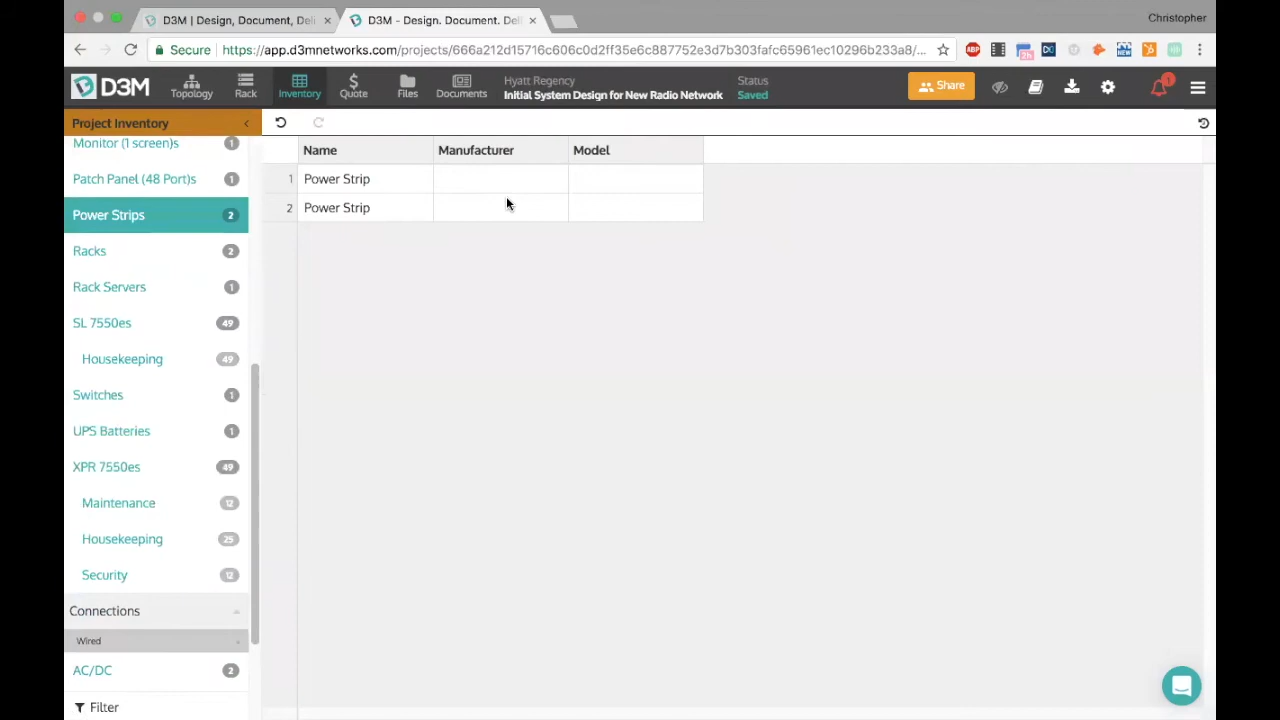 D3M | Design, Document, Deli
D3M - Design. Document. Deli
Christopher
Secure
https://app.d3mnetworks.com/projects/666a212d15716c606c0d2ff35e6c887752e3d7b303fafc65961ec10296b233a8/...
D3M
Topology
Rack
Inventory
Quote
Files
Documents
Hyatt Regency
Initial System Design for New Radio Network
Status
Saved
Share
1
Project Inventory
Name Manufacturer Model
1 Power Strip
2 Power Strip
Monitor (1 screen)s 1
Patch Panel (48 Port)s 1
Power Strips 2
Racks 2
Rack Servers 1
SL 7550es 49
Housekeeping 49
Switches 1
UPS Batteries 1
XPR 7550es 49
Maintenance 12
Housekeeping 25
Security 12
Connections
Wired
AC/DC 2
Filter